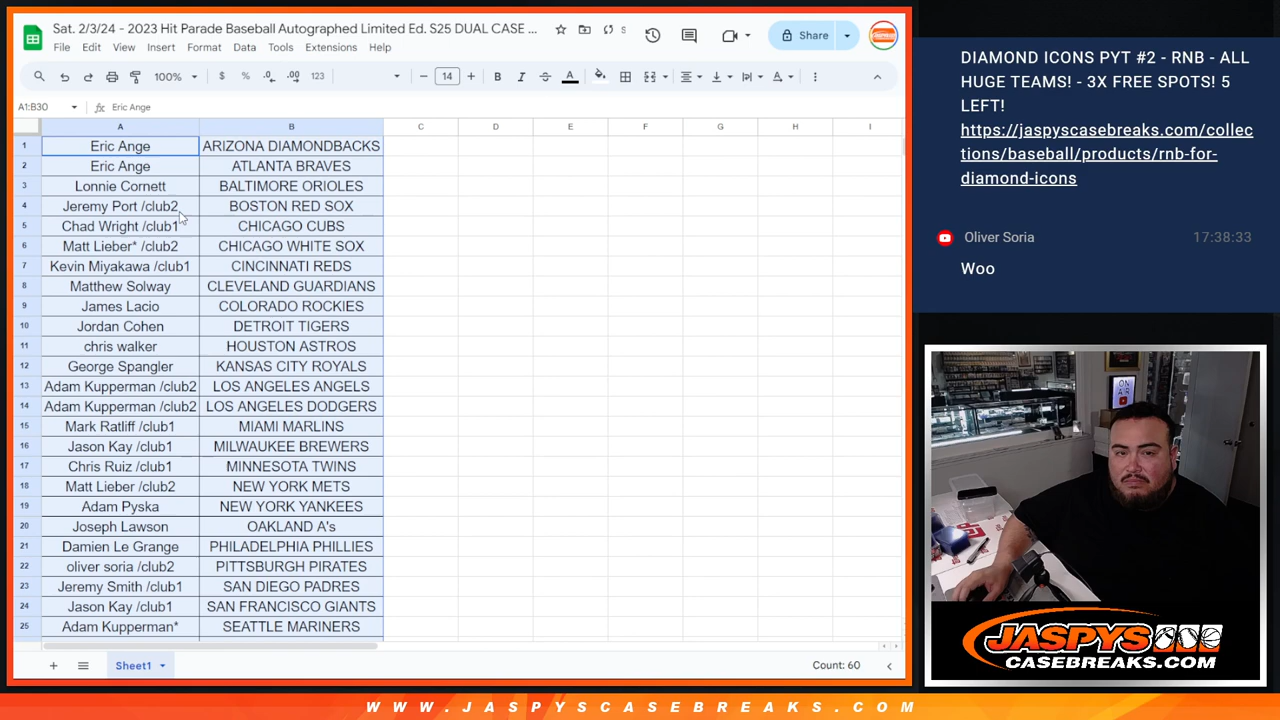 Sat. 2/3/24 - 2023 Hit Parade Baseball Autographed Limited Ed. S25 DUAL CASE ...
Share
File Edit View Insert Format Data Tools Extensions Help
100% $ % .0 .00 123 14 B I A
A1:B30 fx Eric Ange
A B C D E F G H I
1 Eric Ange ARIZONA DIAMONDBACKS
2 Eric Ange ATLANTA BRAVES
3 Lonnie Cornett BALTIMORE ORIOLES
4 Jeremy Port /club2 BOSTON RED SOX
5 Chad Wright /club1 CHICAGO CUBS
6 Matt Lieber* /club2 CHICAGO WHITE SOX
7 Kevin Miyakawa /club1 CINCINNATI REDS
8 Matthew Solway CLEVELAND GUARDIANS
9 James Lacio COLORADO ROCKIES
10 Jordan Cohen DETROIT TIGERS
11 chris walker HOUSTON ASTROS
12 George Spangler KANSAS CITY ROYALS
13 Adam Kupperman /club2 LOS ANGELES ANGELS
14 Adam Kupperman /club2 LOS ANGELES DODGERS
15 Mark Ratliff /club1 MIAMI MARLINS
16 Jason Kay /club1 MILWAUKEE BREWERS
17 Chris Ruiz /club1 MINNESOTA TWINS
18 Matt Lieber /club2 NEW YORK METS
19 Adam Pyska NEW YORK YANKEES
20 Joseph Lawson OAKLAND A's
21 Damien Le Grange PHILADELPHIA PHILLIES
22 oliver soria /club2 PITTSBURGH PIRATES
23 Jeremy Smith /club1 SAN DIEGO PADRES
24 Jason Kay /club1 SAN FRANCISCO GIANTS
25 Adam Kupperman* SEATTLE MARINERS
Sheet1
Count: 60
DIAMOND ICONS PYT #2 - RNB - ALL
HUGE TEAMS! - 3X FREE SPOTS! 5
LEFT!
https://jaspyscasebreaks.com/collec
tions/baseball/products/rnb-for-
diamond-icons
Oliver Soria 17:38:33
Woo
ON
AIR
JASPYS
CASEBREAKS.COM
WWW.JASPYSCASEBREAKS.COM